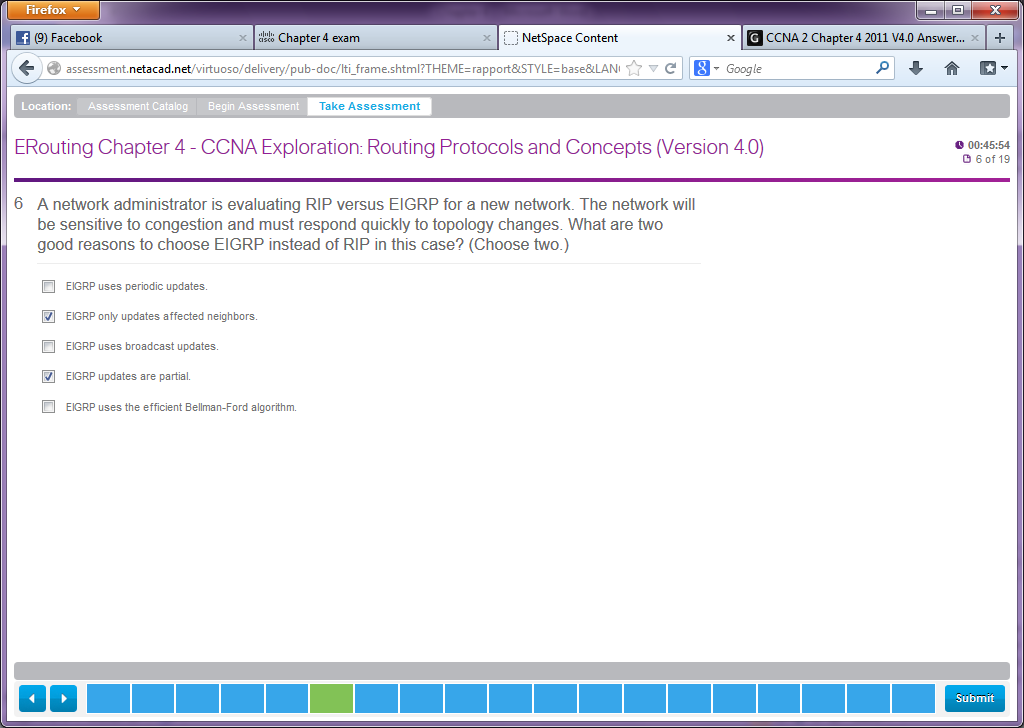 Firefox
(9) Facebook
Chapter 4 exam
NetSpace Content
CCNA 2 Chapter 4 2011 V4.0 Answer...
assessment.netacad.net/virtuoso/delivery/pub-doc/lti_frame.shtml?THEME=rapport&STYLE=base&LAN
Google
Location: Assessment Catalog Begin Assessment Take Assessment
ERouting Chapter 4 - CCNA Exploration: Routing Protocols and Concepts (Version 4.0)
00:45:54
6 of 19
6 A network administrator is evaluating RIP versus EIGRP for a new network. The network will
be sensitive to congestion and must respond quickly to topology changes. What are two
good reasons to choose EIGRP instead of RIP in this case? (Choose two.)
EIGRP uses periodic updates.
EIGRP only updates affected neighbors.
EIGRP uses broadcast updates.
EIGRP updates are partial.
EIGRP uses the efficient Bellman-Ford algorithm.
Submit